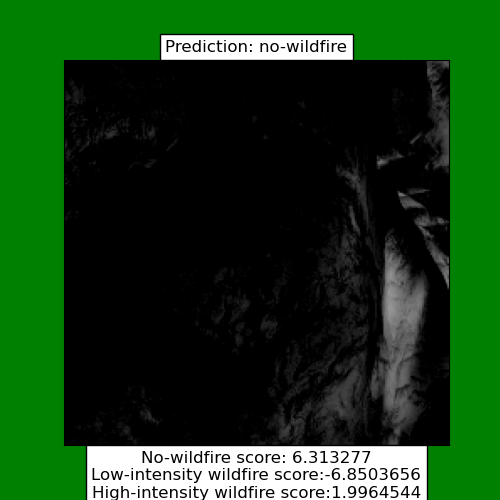 Prediction: no-wildfire
No-wildfire score: 6.313277
Low-intensity wildfire score:-6.8503656
High-intensity wildfire score:1.9964544